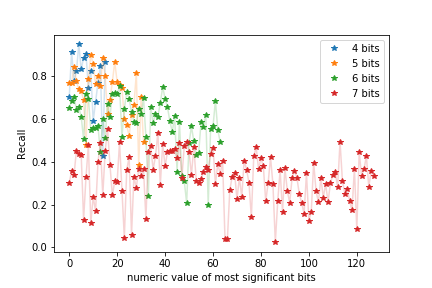 4 bits
5 bits
6 bits
7 bits
Recall
0.8
0.6
0.4
0.2
0.0
0 20 40 60 80 100 120
numeric value of most significant bits